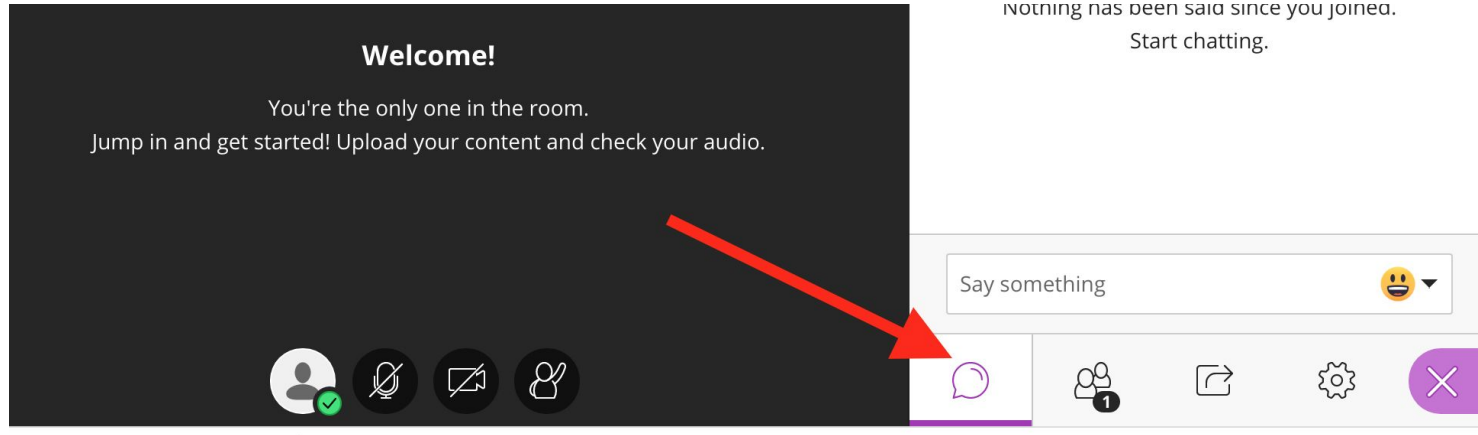 Welcome!
You're the only one in the room.
Jump in and get started! Upload your content and check your audio.
Nothing has been said since you joined.
Start chatting.
Say something
1